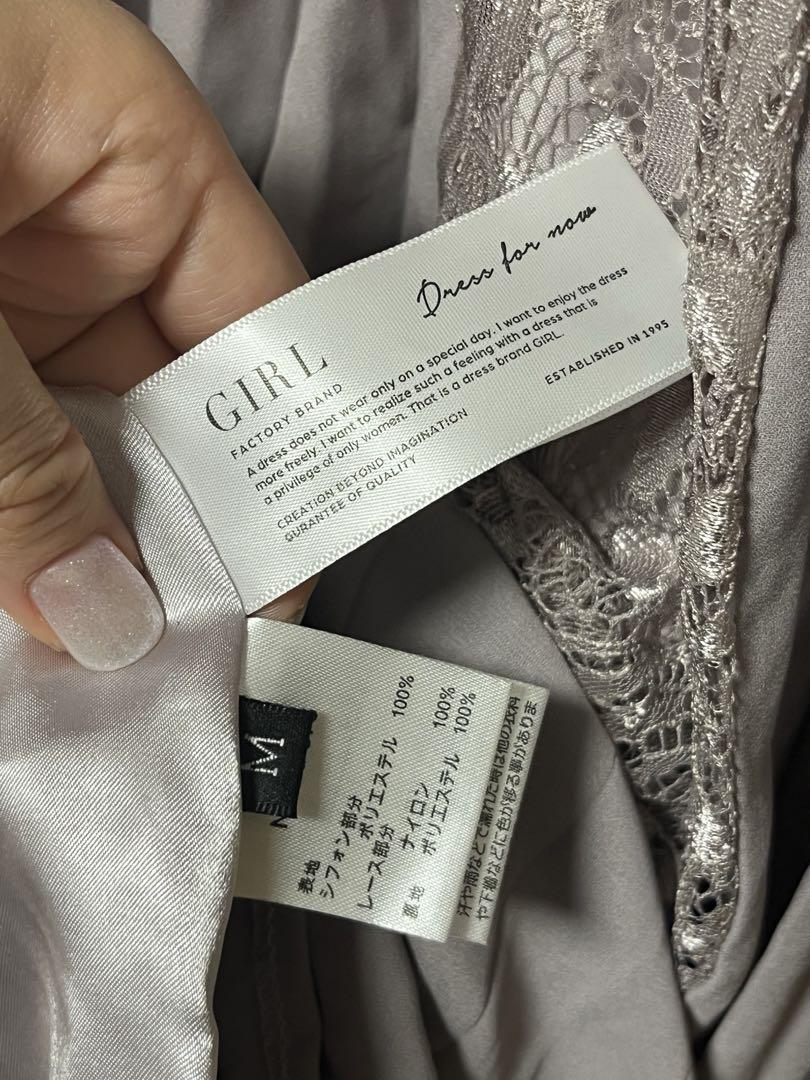 GIRL
FACTORY BRAND
Dress for now
A dress does not wear only on a special day. I want to enjoy the dress
more freely. I want to realize such a feeling with a dress that is
a privilege of only women. That is a dress brand GIRL.
CREATION BEYOND IMAGINATION
GURANTEE OF QUALITY
ESTABLISHED IN 1995
M
表地
シフォン部分
ポリエステル 100%
レース部分
ナイロン 100%
裏地 ポリエステル 100%
汗や雨などで濡れた時は他の衣料
や下着などに色が移る事がありま